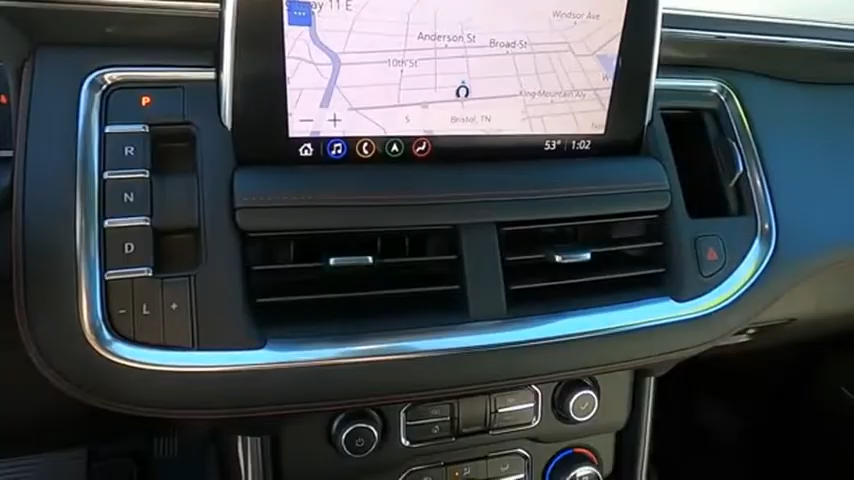 Anderson St
Windsor Ave
Broad St
10th St
King Mountain Aly
S
Bristol, TN
- +
53° 1:02
P
R
N
D
- L +